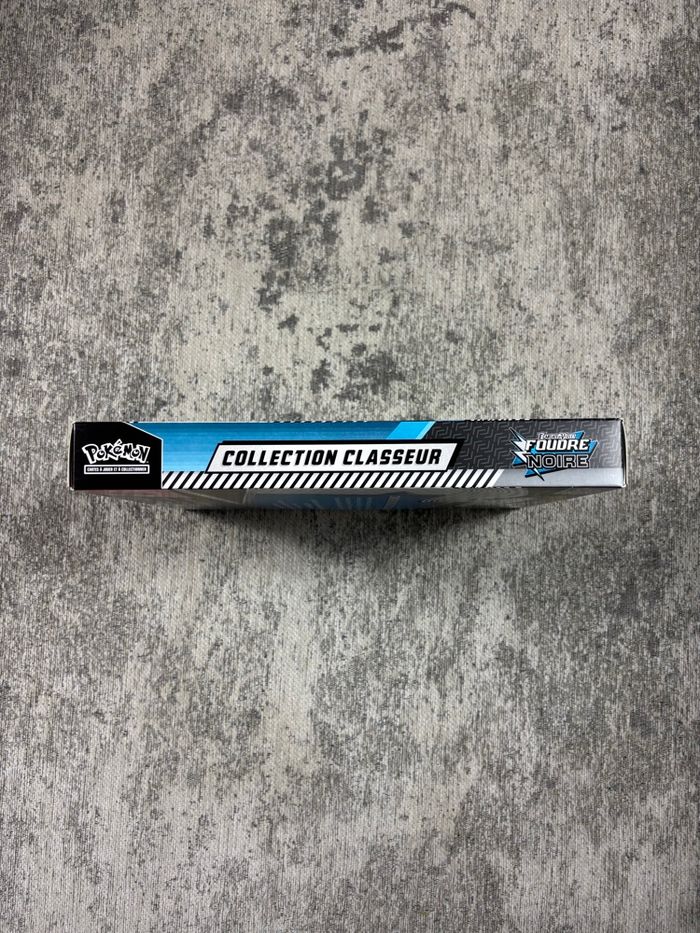 POKÉMON
CARTES À JOUER ET À COLLECTIONNER
COLLECTION CLASSEUR
FOUDRE
NOIRE